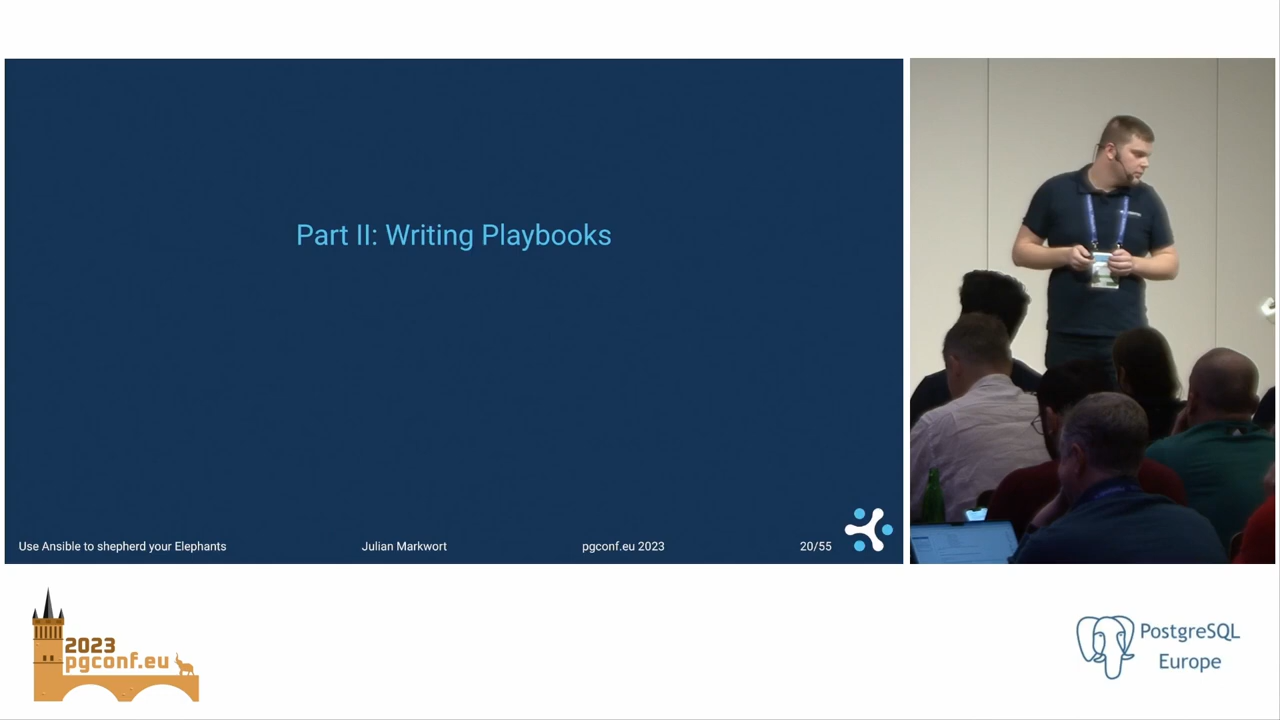 Part II: Writing Playbooks
Use Ansible to shepherd your Elephants
Julian Markwort
pgconf.eu 2023
20/55
2023
pgconf.eu
PostgreSQL
Europe